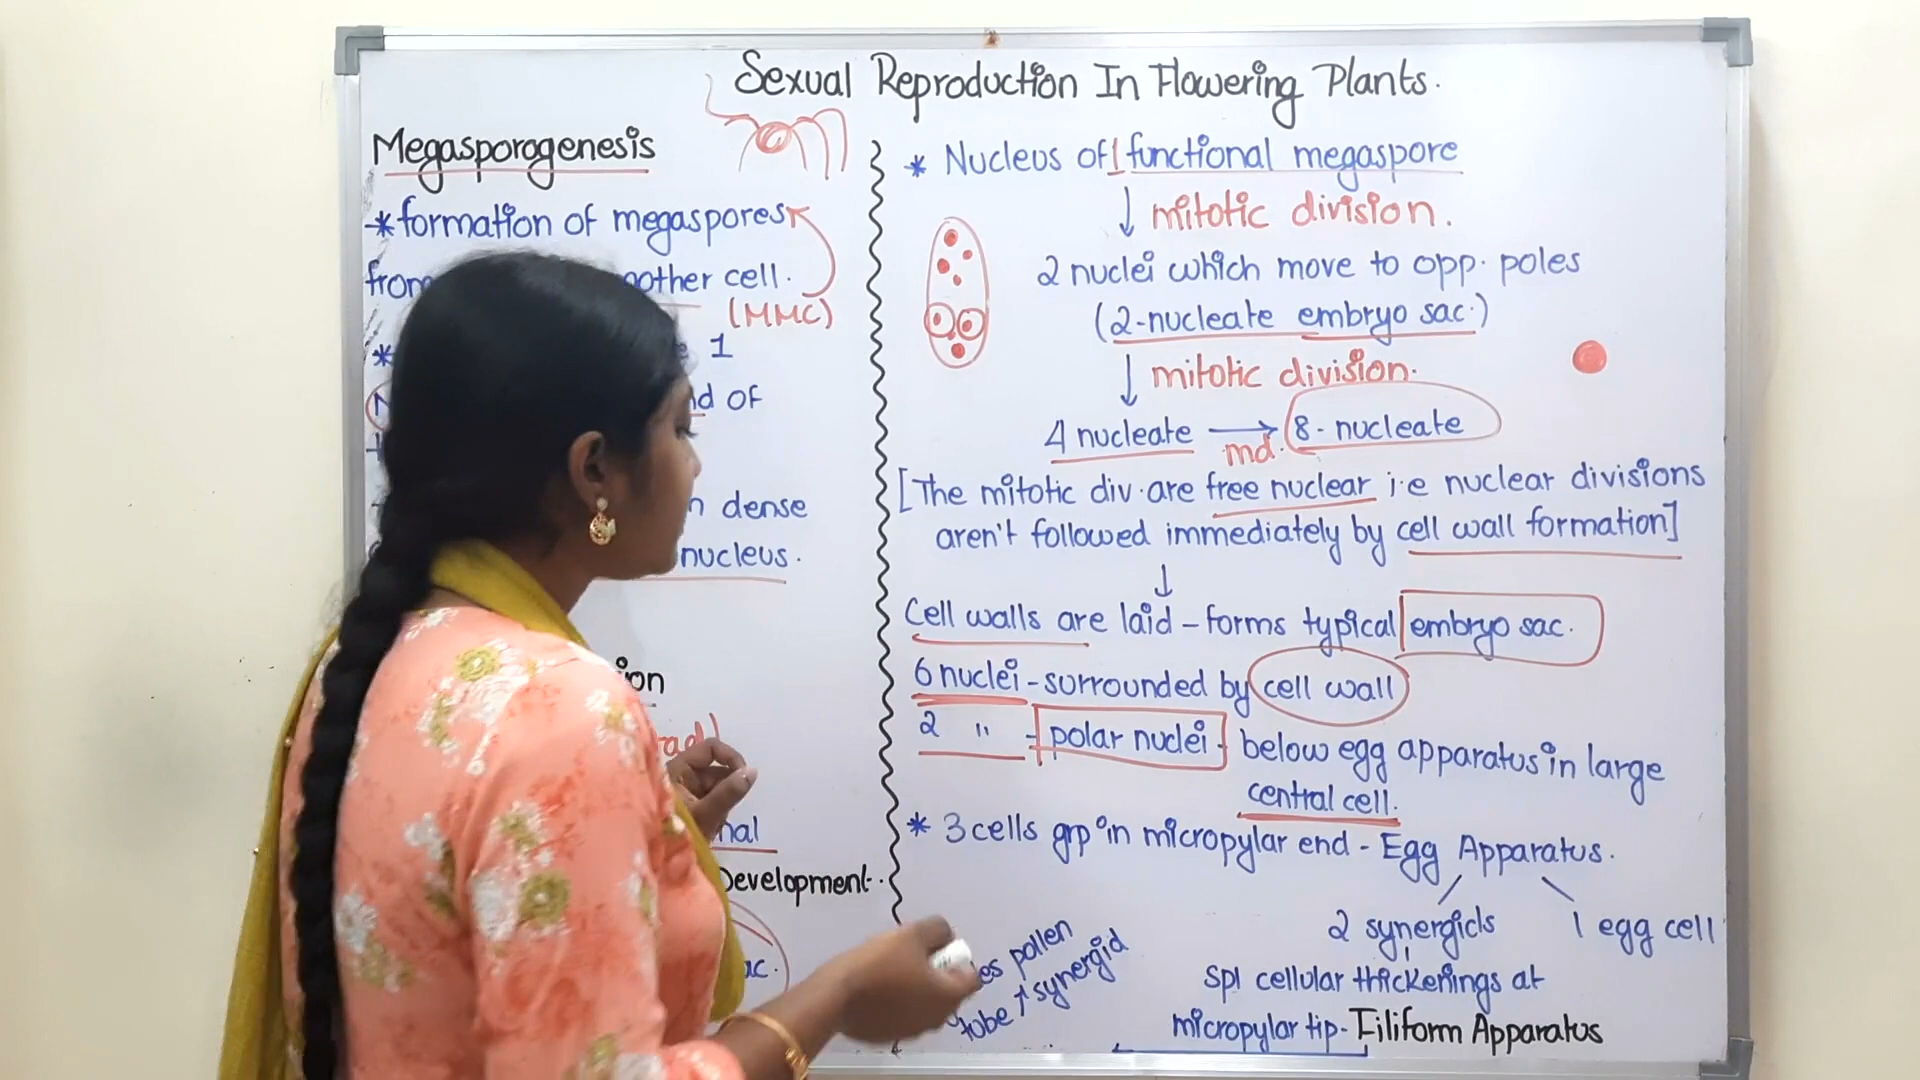 Sexual Reproduction In Flowering Plants.
Megasporogenesis
*formation of megaspores
other cell.
(MMC)
* 1
of
dense
nucleus.
Development.
* Nucleus of 1 functional megaspore
↓ mitotic division.
2 nuclei which move to opp. poles
(2-nucleate embryo sac.)
↓ mitotic division.
4 nucleate → 8-nucleate
md.
[The mitotic div. are free nuclear i.e nuclear divisions
aren't followed immediately by cell wall formation]
↓
Cell walls are laid - forms typical embryo sac.
6 nuclei - surrounded by cell wall
2 " - polar nuclei - below egg apparatus in large
central cell.
* 3 cells grp in micropylar end - Egg Apparatus.
2 synergids 1 egg cell
spl cellular thickenings at
micropylar tip - Filiform Apparatus
pollen
tube → synergid